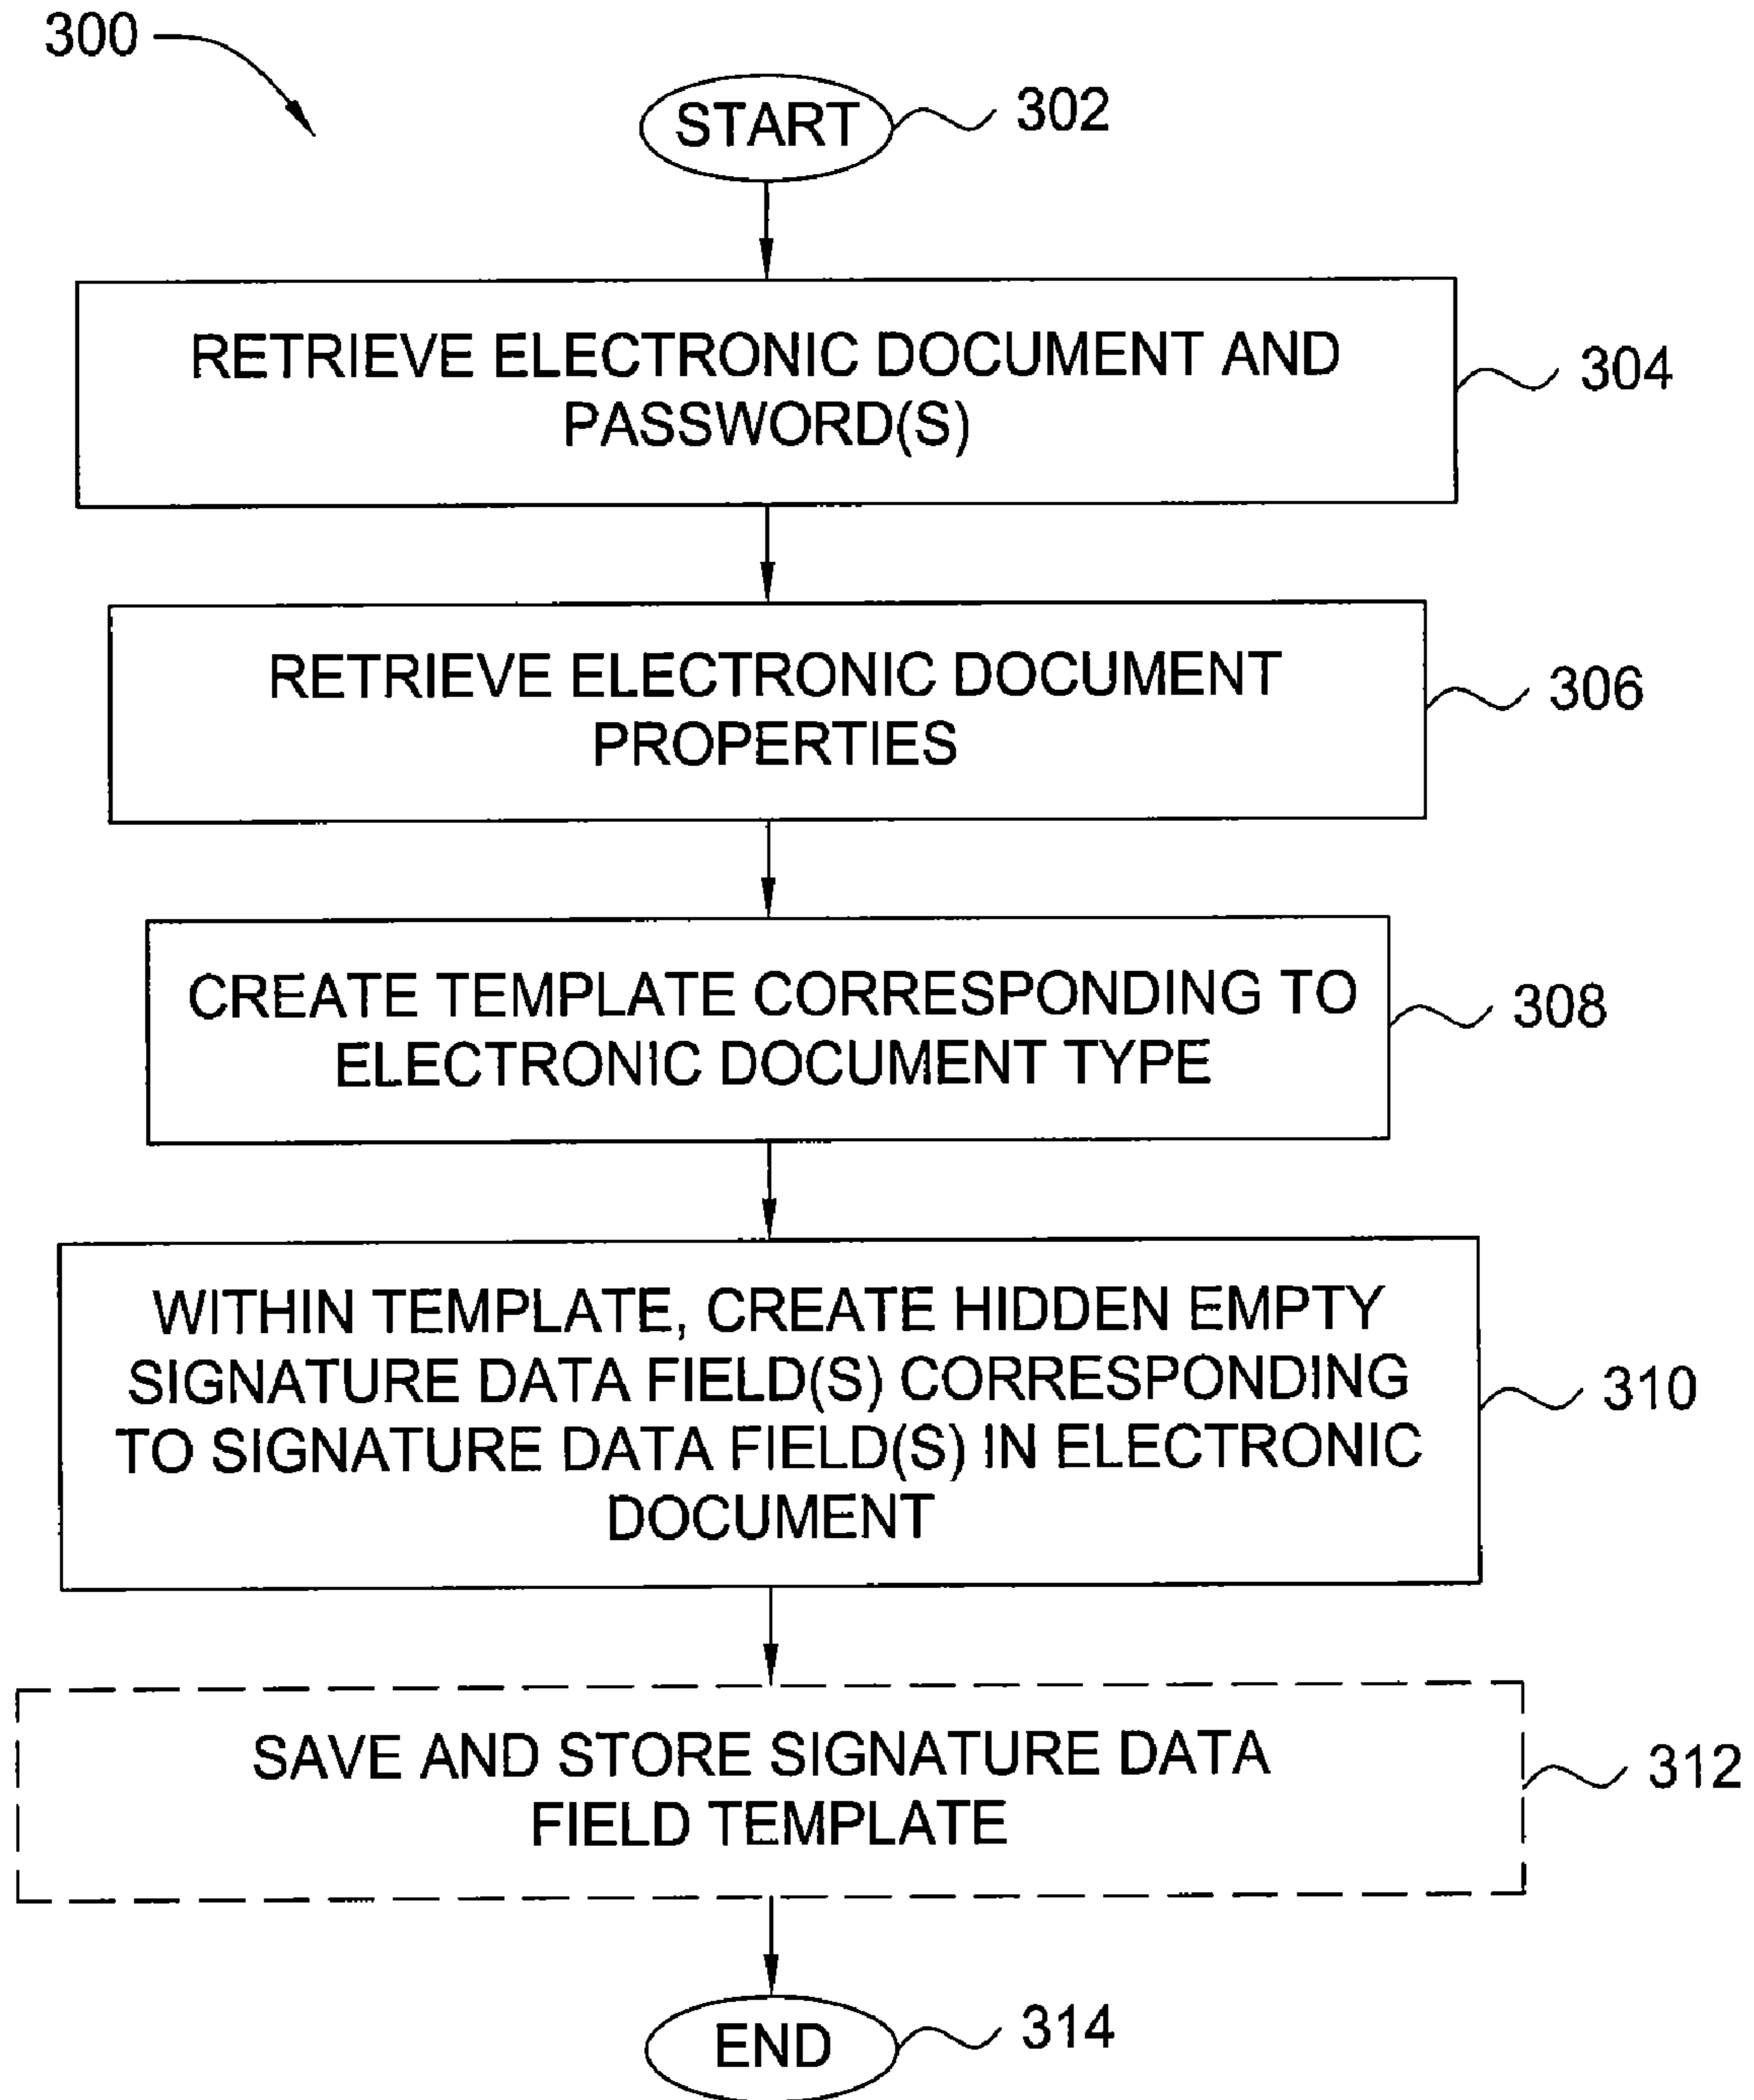 300
START
302
RETRIEVE ELECTRONIC DOCUMENT AND
PASSWORD(S)
304
RETRIEVE ELECTRONIC DOCUMENT
PROPERTIES
306
CREATE TEMPLATE CORRESPONDING TO
ELECTRONIC DOCUMENT TYPE
308
WITHIN TEMPLATE, CREATE HIDDEN EMPTY
SIGNATURE DATA FIELD(S) CORRESPONDING
TO SIGNATURE DATA FIELD(S) IN ELECTRONIC
DOCUMENT
310
SAVE AND STORE SIGNATURE DATA
FIELD TEMPLATE
312
END
314